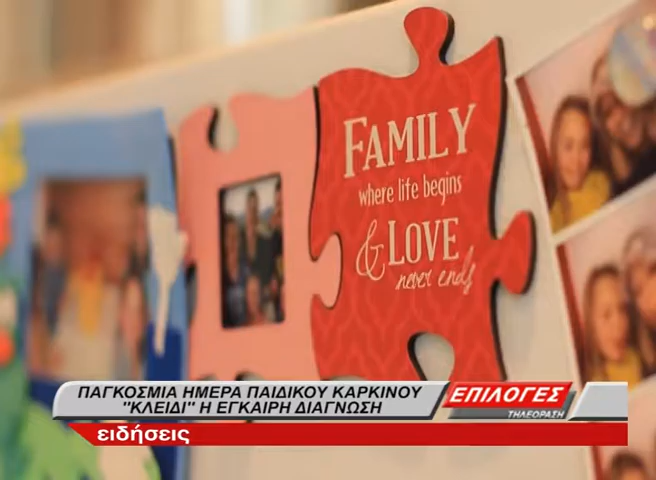 FAMILY
where life begins
& LOVE
never ends
ΠΑΓΚΟΣΜΙΑ ΗΜΕΡΑ ΠΑΙΔΙΚΟΥ ΚΑΡΚΙΝΟΥ
"ΚΛΕΙΔΙ" Η ΕΓΚΑΙΡΗ ΔΙΑΓΝΩΣΗ
ΕΠΙΛΟΓΕΣ
ΤΗΛΕΟΡΑΣΗ
ειδήσεις